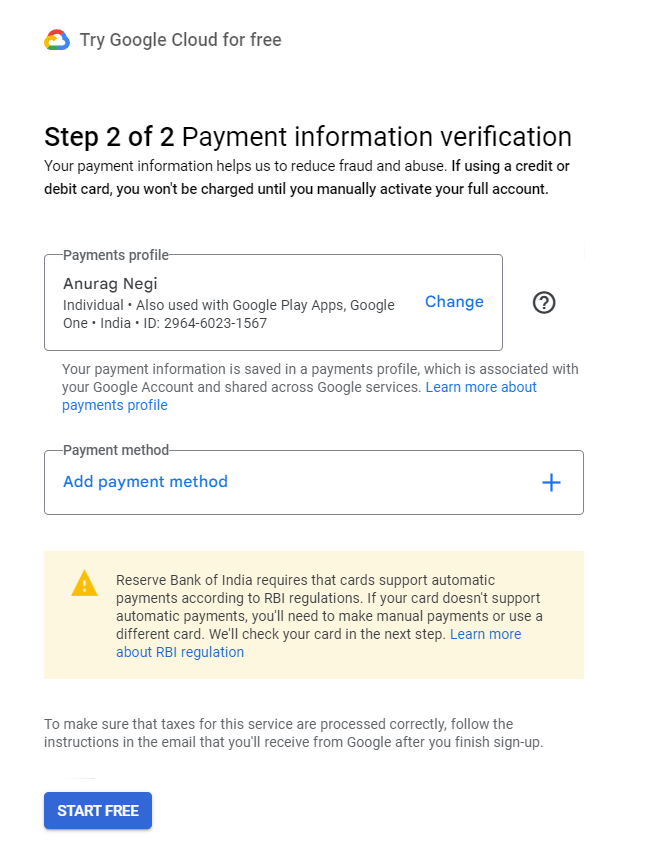 Try Google Cloud for free
Step 2 of 2 Payment information verification
Your payment information helps us to reduce fraud and abuse. If using a credit or
debit card, you won't be charged until you manually activate your full account.
Payments profile
Anurag Negi
Individual • Also used with Google Play Apps, Google
One • India • ID: 2964-6023-1567
Change
?
Your payment information is saved in a payments profile, which is associated with
your Google Account and shared across Google services. Learn more about
payments profile
Payment method
Add payment method
Reserve Bank of India requires that cards support automatic
payments according to RBI regulations. If your card doesn't support
automatic payments, you'll need to make manual payments or use a
different card. We'll check your card in the next step. Learn more
about RBI regulation
To make sure that taxes for this service are processed correctly, follow the
instructions in the email that you'll receive from Google after you finish sign-up.
START FREE